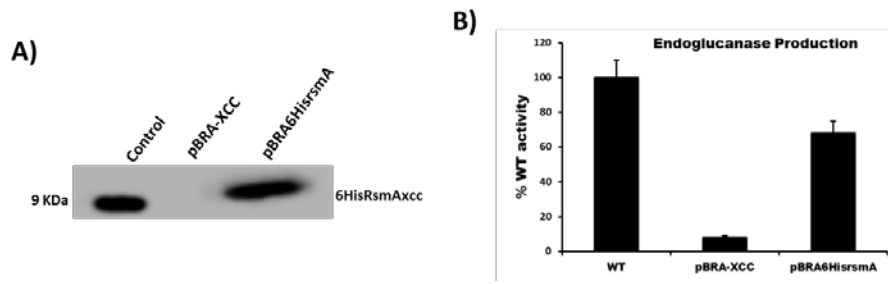 A)
Control
pBRA-XCC
pBRA6HisrsmA
9 KDa
6HisRsmAxcc
B)
Endoglucanase Production
% WT activity
120
100
80
60
40
20
0
WT
pBRA-XCC
pBRA6HisrsmA